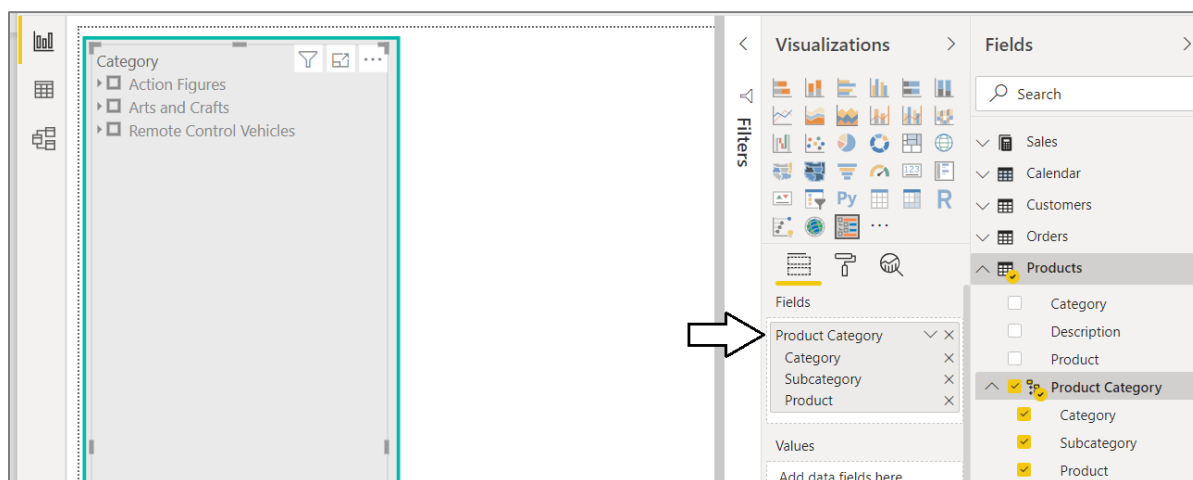 Category
Action Figures
Arts and Crafts
Remote Control Vehicles
Filters
Visualizations
123
Py
R
Fields
Product Category
Category
Subcategory
Product
Values
Add data fields here
Fields
Search
Sales
Calendar
Customers
Orders
Products
Category
Description
Product
Product Category
Category
Subcategory
Product